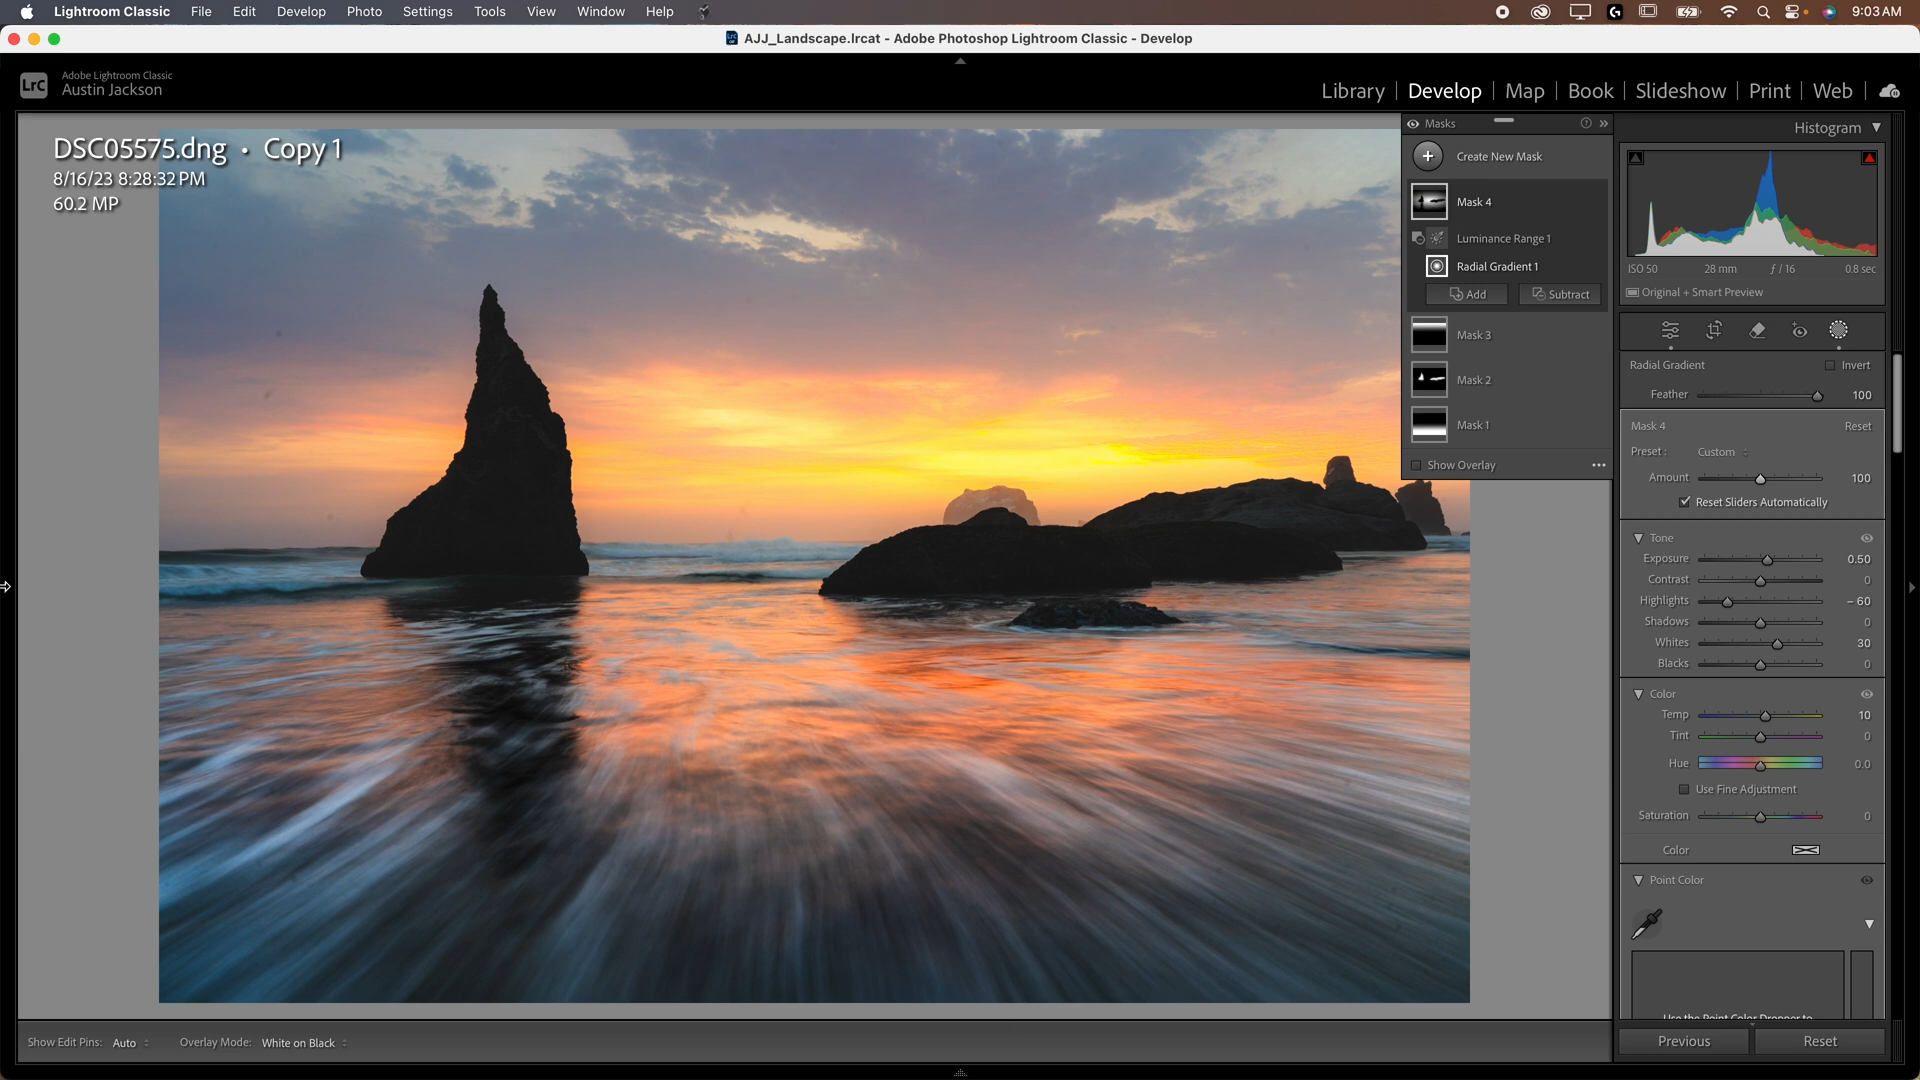 Lightroom Classic File Edit Develop Photo Settings Tools View Window Help 9:03 AM
AJJ_Landscape.lrcat - Adobe Photoshop Lightroom Classic - Develop
LrC
Adobe Lightroom Classic
Austin Jackson
Library | Develop | Map | Book | Slideshow | Print | Web
DSC05575.dng • Copy 1
8/16/23 8:28:32 PM
60.2 MP
Masks
Create New Mask
Mask 4
Luminance Range 1
Radial Gradient 1
Add Subtract
Mask 3
Mask 2
Mask 1
Show Overlay
Histogram
ISO 50 28 mm ƒ / 16 0.8 sec
Original + Smart Preview
Radial Gradient Invert
Feather 100
Mask 4 Reset
Preset: Custom
Amount 100
Reset Sliders Automatically
Tone
Exposure 0.50
Contrast 0
Highlights – 60
Shadows 0
Whites 30
Blacks 0
Color
Temp 10
Tint 0
Hue 0.0
Use Fine Adjustment
Saturation 0
Color
Point Color
Use the Point Color Dropper to
Previous Reset
Show Edit Pins: Auto Overlay Mode: White on Black